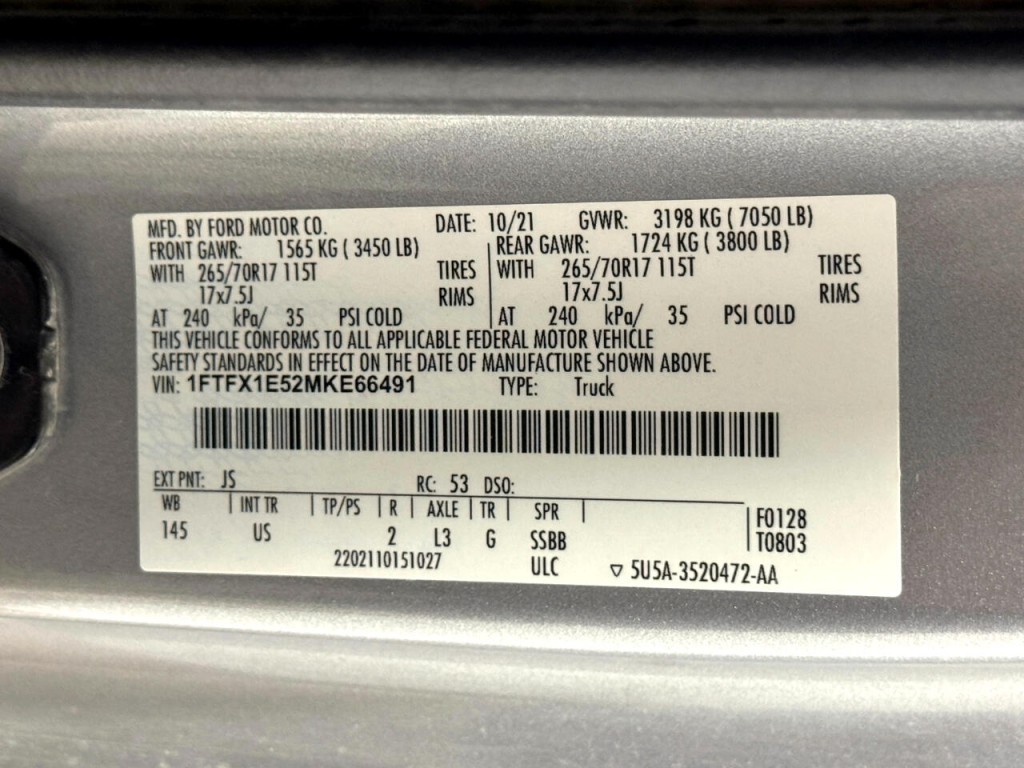 MFD. BY FORD MOTOR CO. DATE: 10/21 GVWR: 3198 KG ( 7050 LB)
FRONT GAWR: 1565 KG ( 3450 LB) REAR GAWR: 1724 KG ( 3800 LB)
WITH 265/70R17 115T TIRES WITH 265/70R17 115T TIRES
17x7.5J RIMS 17x7.5J RIMS
AT 240 kPa/ 35 PSI COLD AT 240 kPa/ 35 PSI COLD
THIS VEHICLE CONFORMS TO ALL APPLICABLE FEDERAL MOTOR VEHICLE
SAFETY STANDARDS IN EFFECT ON THE DATE OF MANUFACTURE SHOWN ABOVE.
VIN: 1FTFX1E52MKE66491 TYPE: Truck
EXT PNT: JS RC: 53 DSO:
WB INT TR TP/PS R AXLE TR SPR
145 US 2 L3 G SSBB F0128
T0803
2202110151027 ULC ▽ 5U5A-3520472-AA